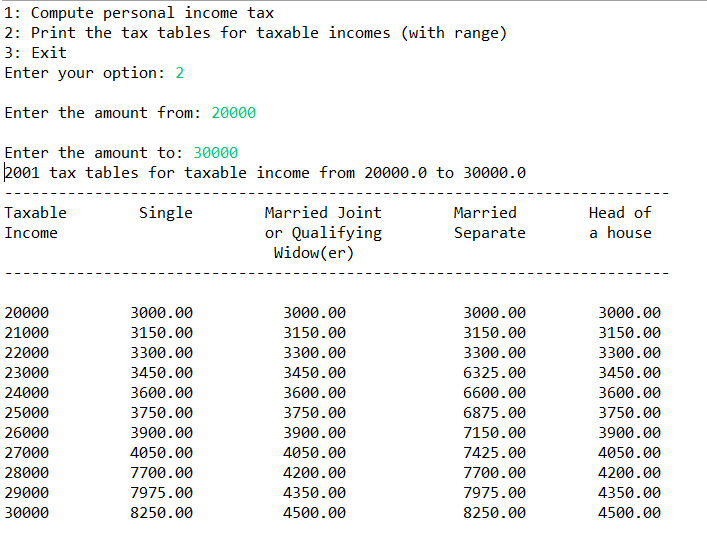 1: Compute personal income tax
2: Print the tax tables for taxable incomes (with range)
3: Exit
Enter your option: 2
Enter the amount from: 20000
Enter the amount to: 30000
2001 tax tables for taxable income from 20000.0 to 30000.0
--------------------------------------------------------------------------
Taxable Single Married Joint Married Head of
Income or Qualifying Separate a house
Widow(er)
--------------------------------------------------------------------------
20000 3000.00 3000.00 3000.00 3000.00
21000 3150.00 3150.00 3150.00 3150.00
22000 3300.00 3300.00 3300.00 3300.00
23000 3450.00 3450.00 6325.00 3450.00
24000 3600.00 3600.00 6600.00 3600.00
25000 3750.00 3750.00 6875.00 3750.00
26000 3900.00 3900.00 7150.00 3900.00
27000 4050.00 4050.00 7425.00 4050.00
28000 7700.00 4200.00 7700.00 4200.00
29000 7975.00 4350.00 7975.00 4350.00
30000 8250.00 4500.00 8250.00 4500.00